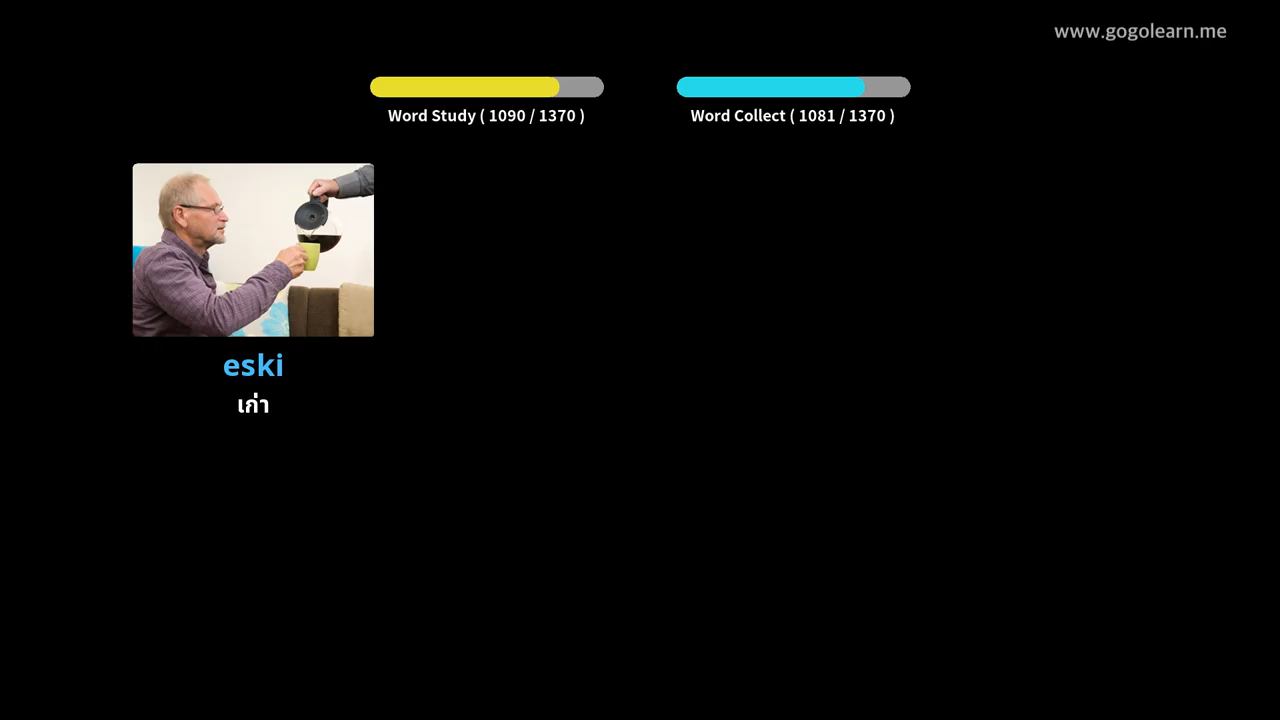 www.gogolearn.me
Word Study ( 1090 / 1370 )
Word Collect ( 1081 / 1370 )
eski
เก่า